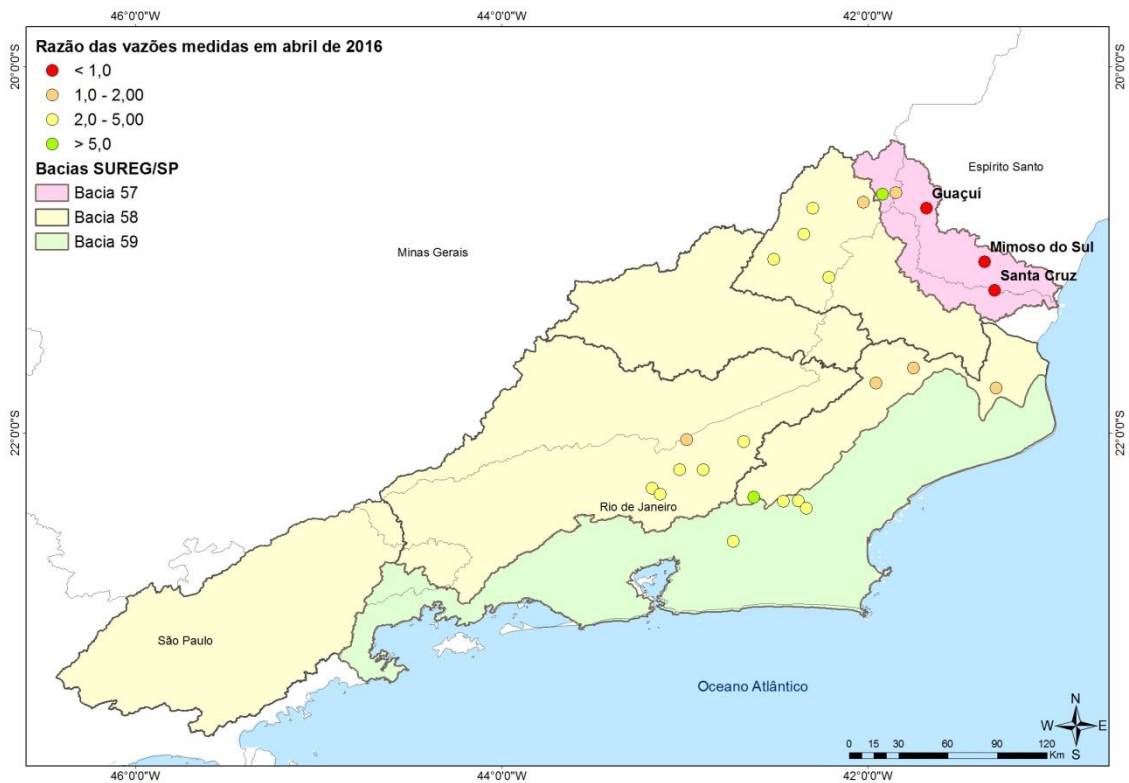 46°0'0"W
44°0'0"W
42°0'0"W
Razão das vazões medidas em abril de 2016
< 1,0
1,0 - 2,00
2,0 - 5,00
> 5,0
Bacias SUREG/SP
Bacia 57
Bacia 58
Bacia 59
20°0'0"S
20°0'0"S
Espírito Santo
Guaçuí
Minas Gerais
Mimoso do Sul
Santa Cruz
22°0'0"S
22°0'0"S
Rio de Janeiro
São Paulo
Oceano Atlântico
N
W E
S
0 15 30 60 90 120
Km
46°0'0"W
44°0'0"W
42°0'0"W